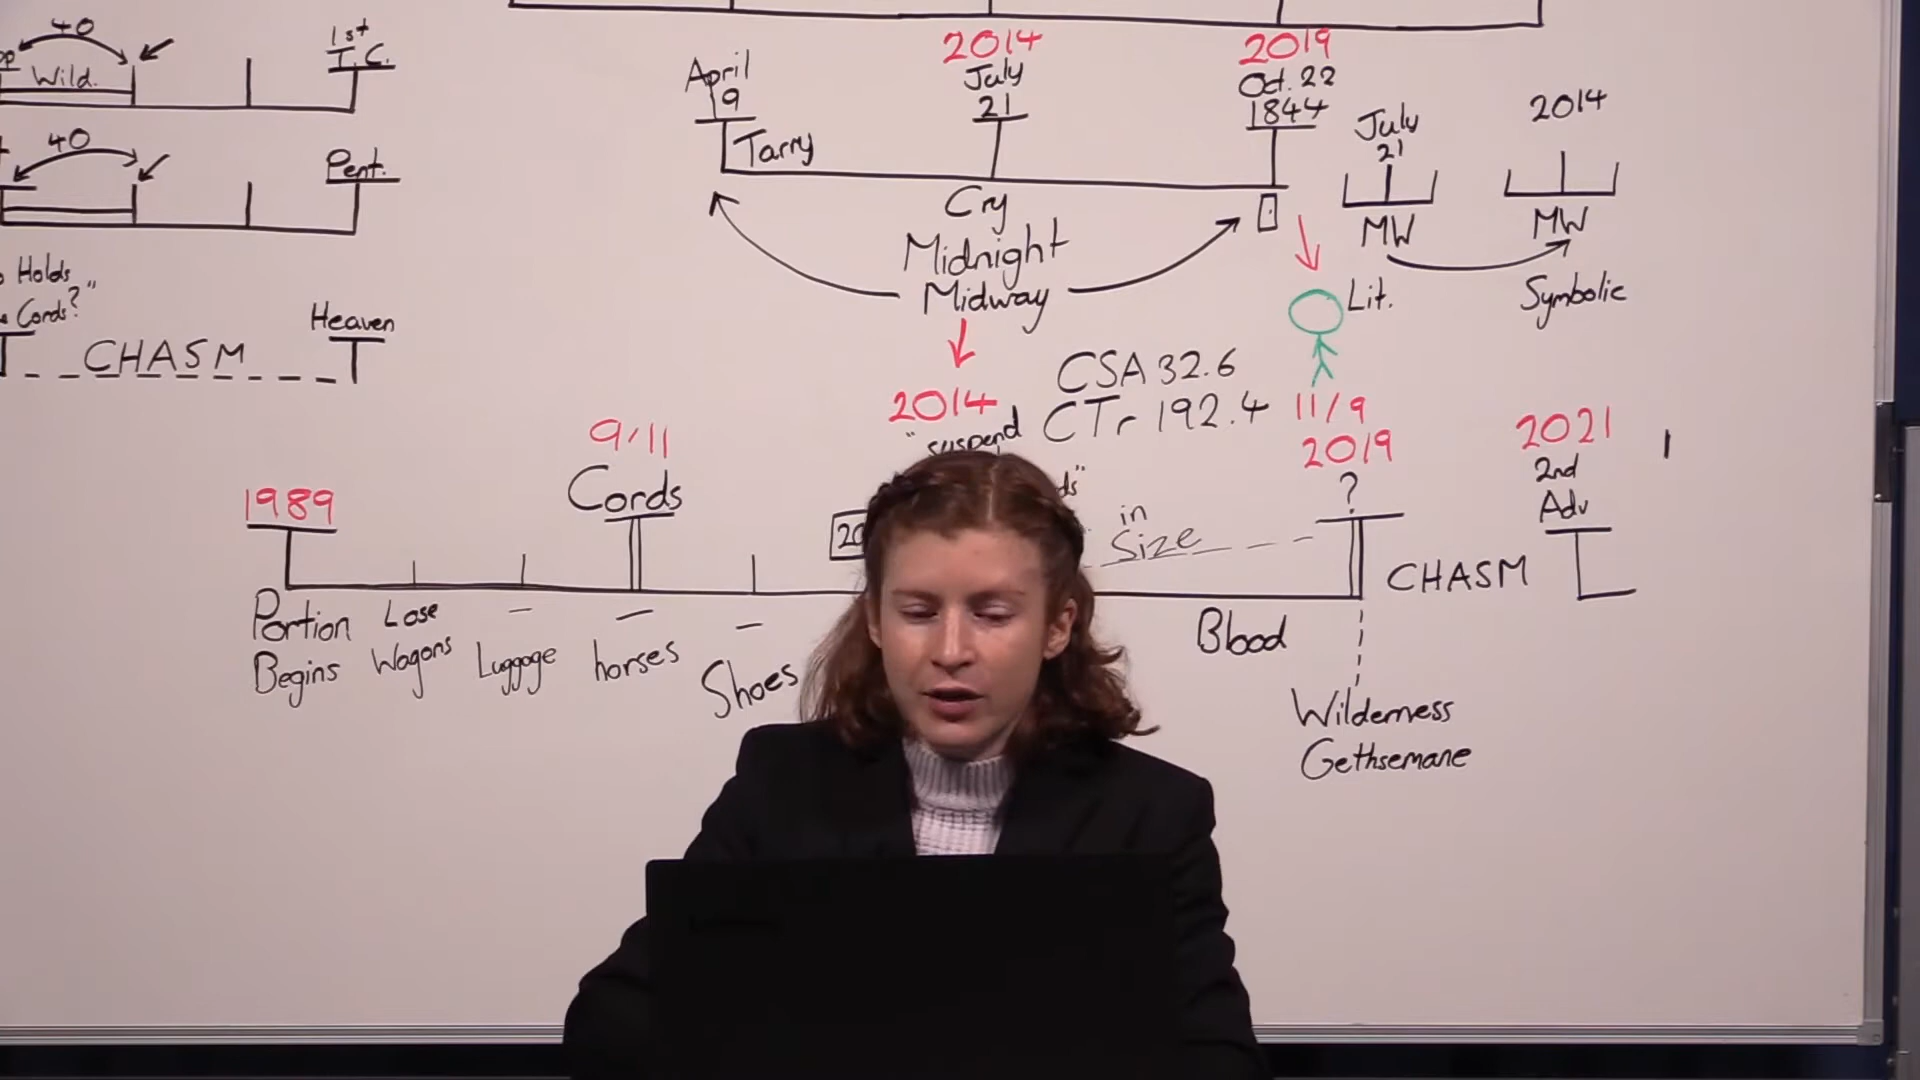 40
Wild.
1st
T.C.
40
Pent.
Holds
Cords?"
CHASM
Heaven
April
9
Tarry
2014
July
21
2019
Oct. 22
1844
Cry
Midnight
Midway
July
21
MW
2014
MW
Symbolic
Lit.
CSA 32.6
CTr 192.4
11/9
2019
?
2014
"suspend
in
Size
1989
9/11
Cords
2021
2nd
Adv
CHASM
Portion
Begins
Lose
Wagons
—
Luggage
—
horses
—
Shoes
Blood
Wilderness
Gethsemane